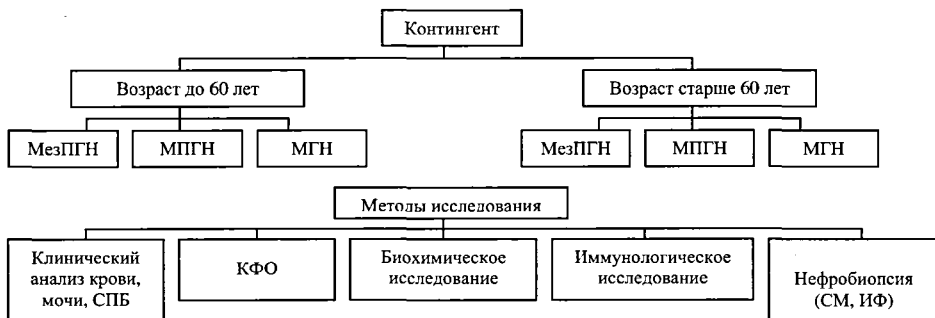 Контингент
Возраст до 60 лет
Возраст старше 60 лет
МезПГН
МПГН
МГН
МезПГН
МПГН
МГН
Методы исследования
Клинический
анализ крови,
мочи, СПБ
КФО
Биохимическое
исследование
Иммунологическое
исследование
Нефробиопсия
(СМ, ИФ)